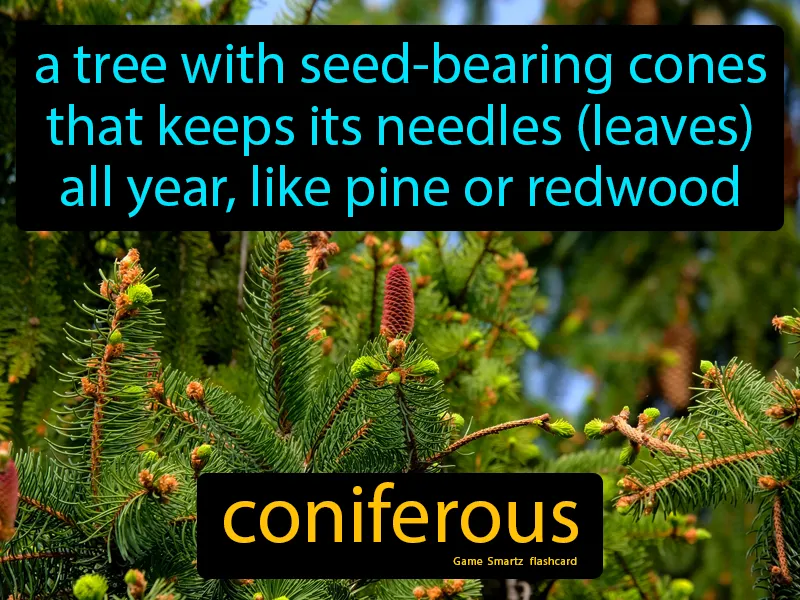 a tree with seed-bearing cones
that keeps its needles (leaves)
all year, like pine or redwood
coniferous
Game Smartz flashcard